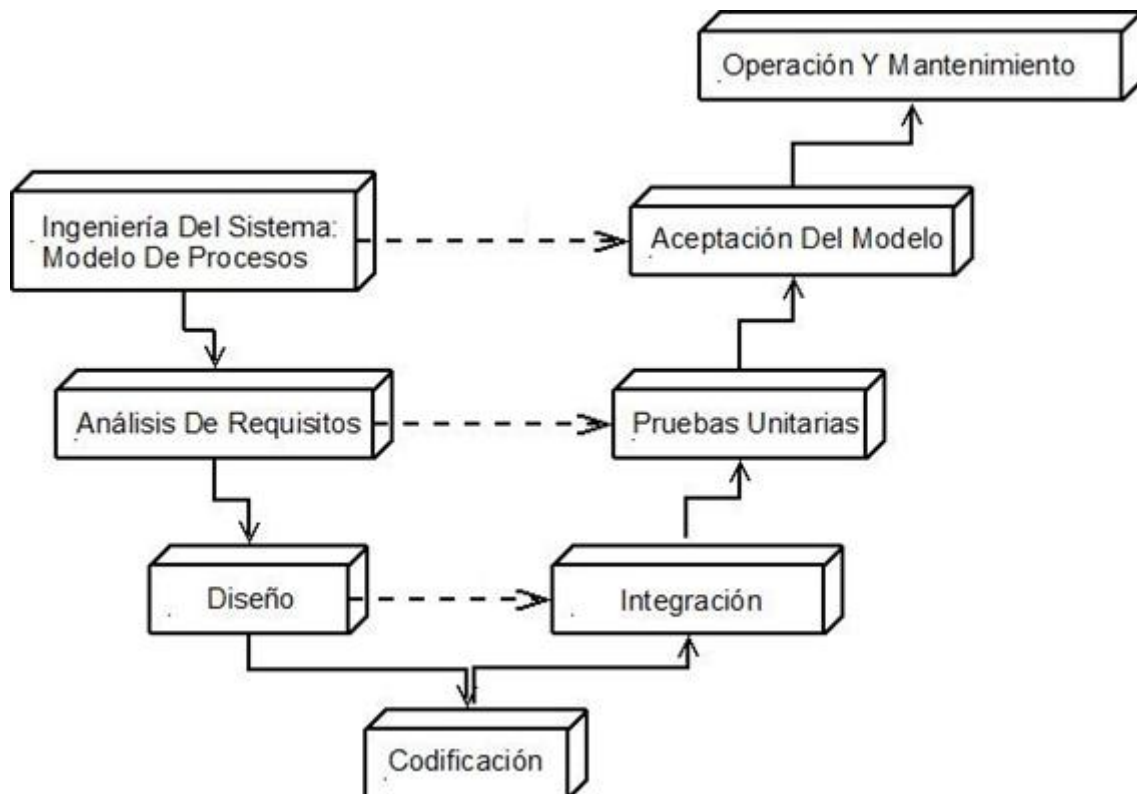 Operación Y Mantenimiento
Ingeniería Del Sistema:
Modelo De Procesos
Aceptación Del Modelo
Análisis De Requisitos
Pruebas Unitarias
Diseño
Integración
Codificación